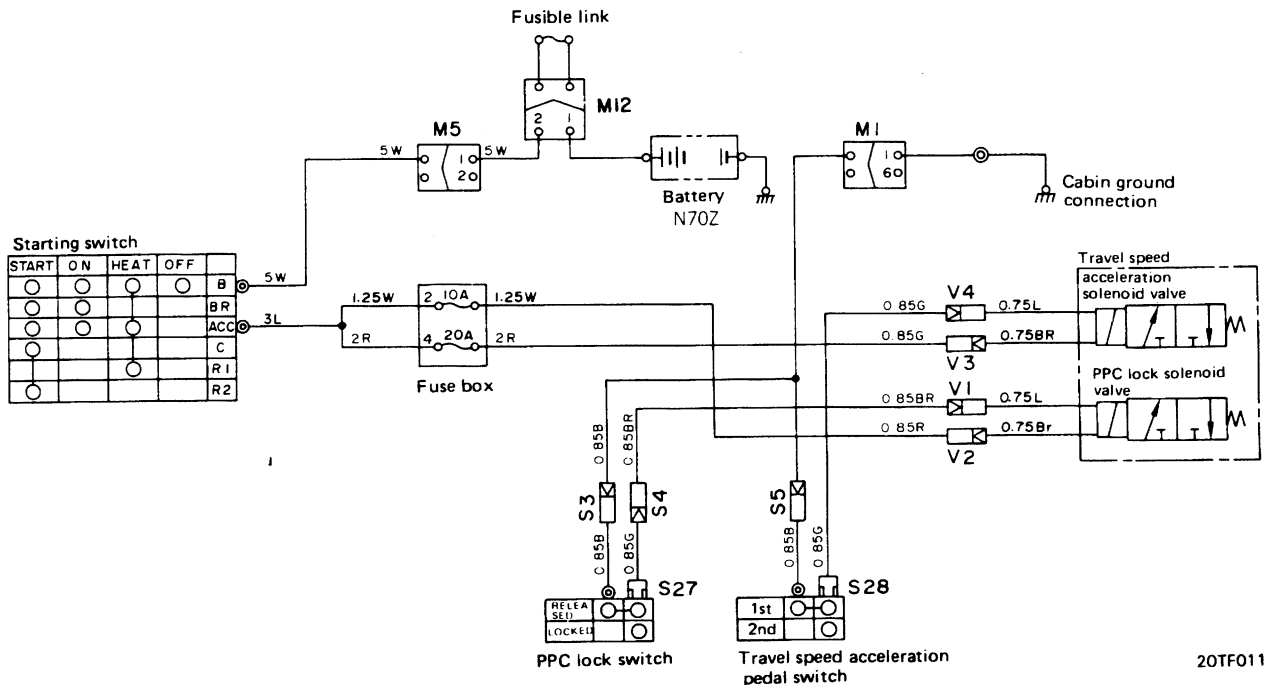 Fusible link
M12
2 1
M5
5W 1 5W
2
M1
1
6
Battery
N70Z
Cabin ground
connection
Starting switch
START ON HEAT OFF
B 5W
BR
ACC 3L
C
R1
R2
1.25W 2 10A 1.25W
2R 4 20A 2R
Fuse box
Travel speed
acceleration
solenoid valve
V4
0.85G 0.75L
0.85G 0.75BR
V3
PPC lock solenoid
valve
V1
0.85BR 0.75L
0.85R 0.75Br
V2
0.85B
0.85BR
S3
S4
S5
0.85B
0.85G
0.85B
0.85G
S27
S28
RELEA
SED
LOCKED
1st
2nd
PPC lock switch
Travel speed acceleration
pedal switch
20TF011